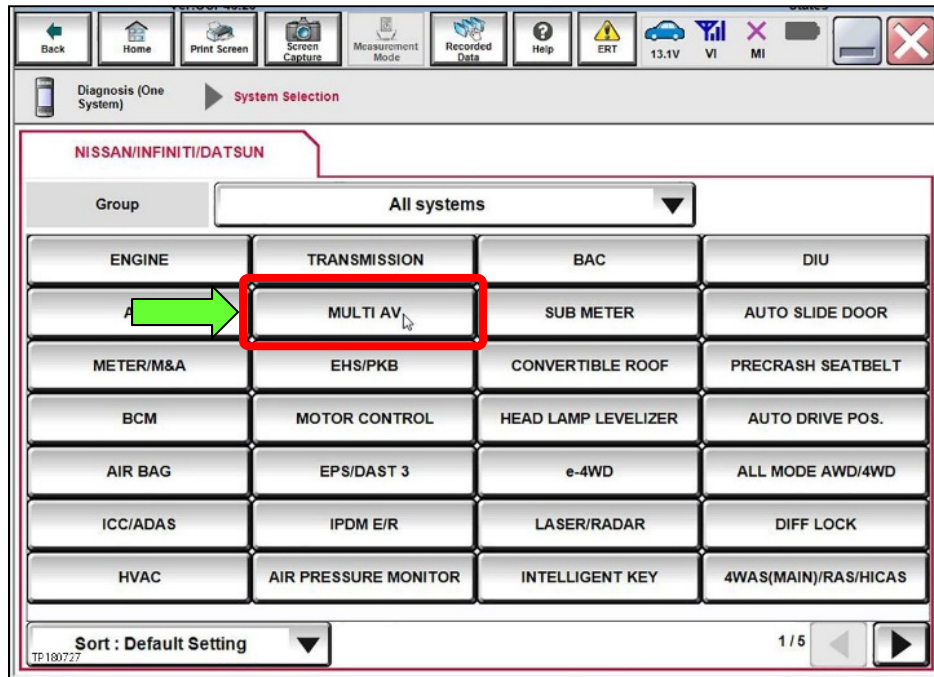 Back
Home
Print Screen
Screen
Capture
Measurement
Mode
Recorded
Data
Help
ERT
13.1V
VI
MI
Diagnosis (One
System)
System Selection
NISSAN/INFINITI/DATSUN
Group
All systems
ENGINE
TRANSMISSION
BAC
DIU
MULTI AV
SUB METER
AUTO SLIDE DOOR
METER/M&A
EHS/PKB
CONVERTIBLE ROOF
PRECRASH SEATBELT
BCM
MOTOR CONTROL
HEAD LAMP LEVELIZER
AUTO DRIVE POS.
AIR BAG
EPS/DAST 3
e-4WD
ALL MODE AWD/4WD
ICC/ADAS
IPDM E/R
LASER/RADAR
DIFF LOCK
HVAC
AIR PRESSURE MONITOR
INTELLIGENT KEY
4WAS(MAIN)/RAS/HICAS
Sort : Default Setting
1/5
TP180727